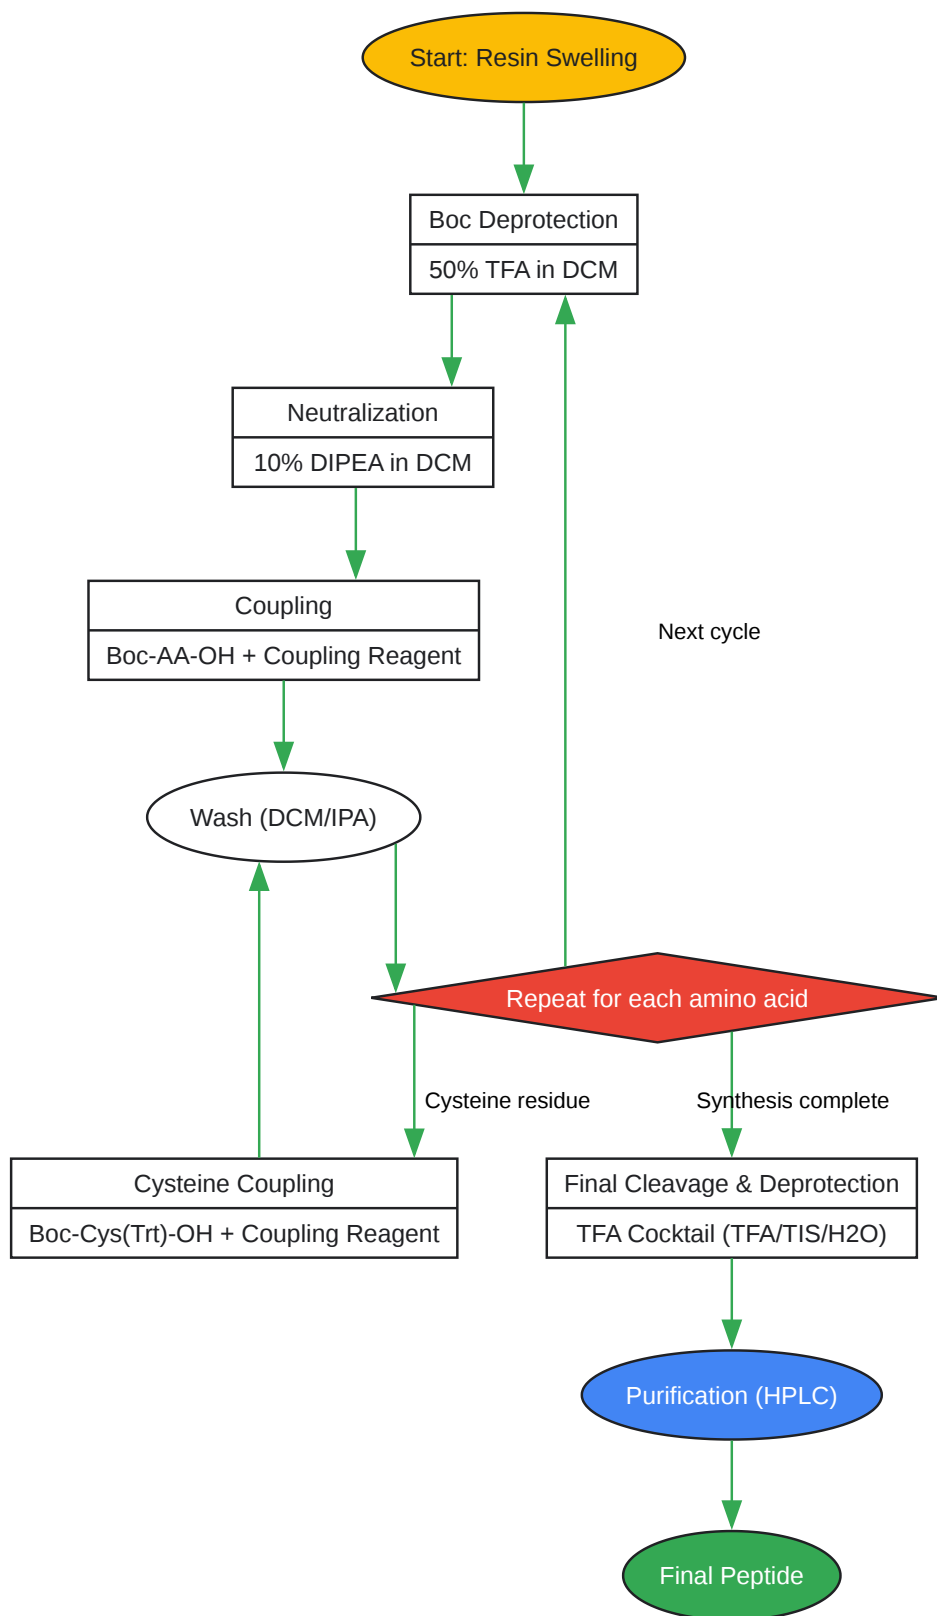 Start: Resin Swelling
Boc Deprotection
50% TFA in DCM
Neutralization
10% DIPEA in DCM
Coupling
Boc-AA-OH + Coupling Reagent
Next cycle
Wash (DCM/IPA)
Repeat for each amino acid
Cysteine residue
Synthesis complete
Cysteine Coupling
Boc-Cys(Trt)-OH + Coupling Reagent
Final Cleavage & Deprotection
TFA Cocktail (TFA/TIS/H2O)
Purification (HPLC)
Final Peptide